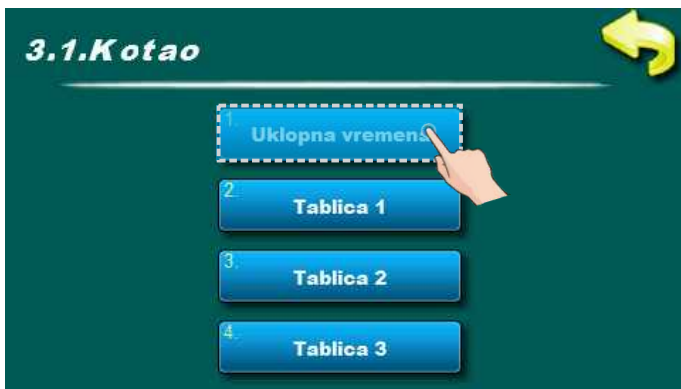 3.1.Kotao
1.
Uklopna vremena
2.
Tablica 1
3.
Tablica 2
4.
Tablica 3